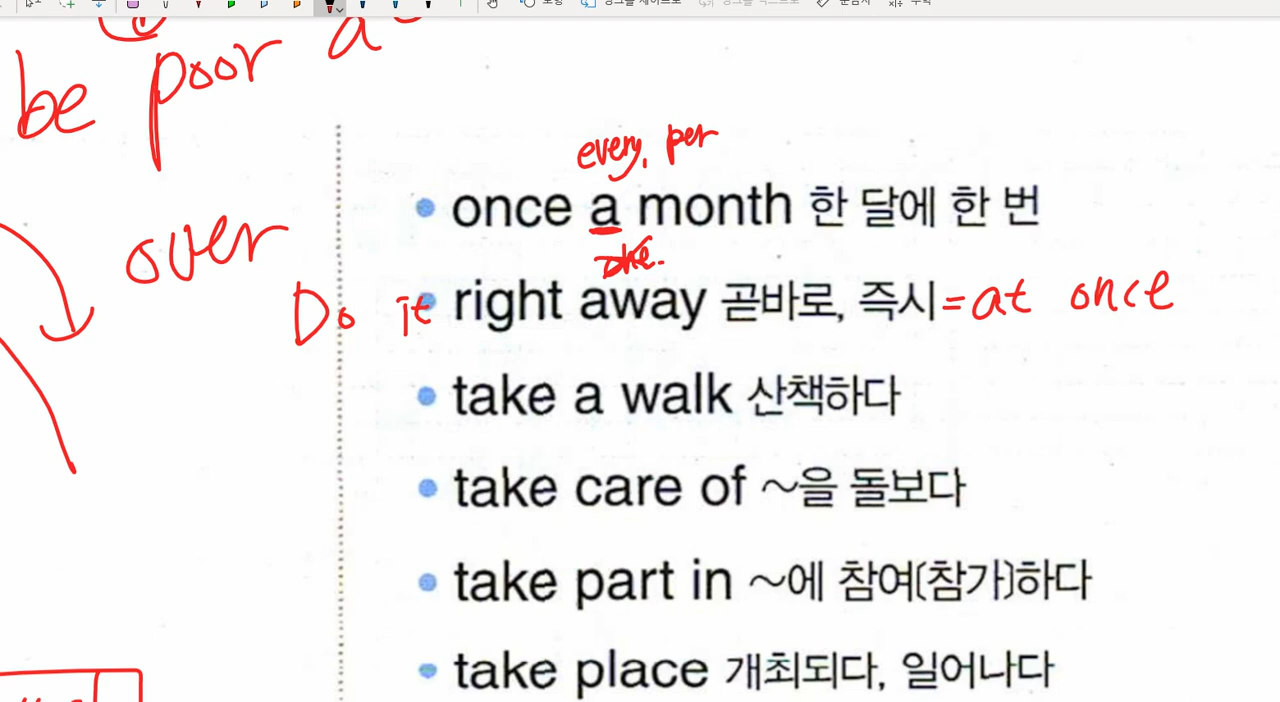 be poor a
every, per
once a month 한 달에 한 번
one.
over
Do it right away 곧바로, 즉시 = at once
take a walk 산책하다
take care of ~을 돌보다
take part in ~에 참여(참가)하다
take place 개최되다, 일어나다